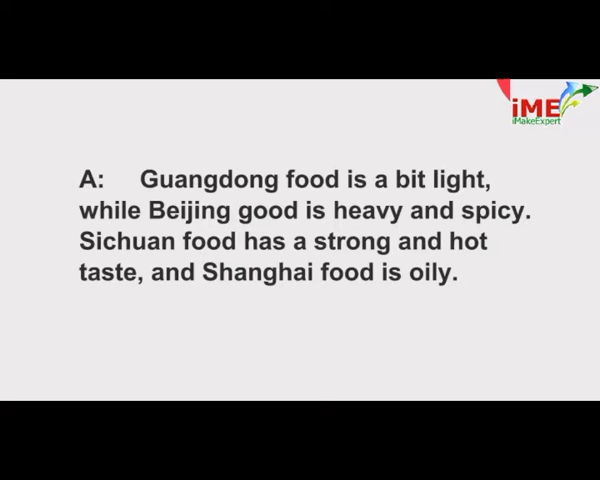 iME
iMakeExpert
A: Guangdong food is a bit light,
while Beijing good is heavy and spicy.
Sichuan food has a strong and hot
taste, and Shanghai food is oily.